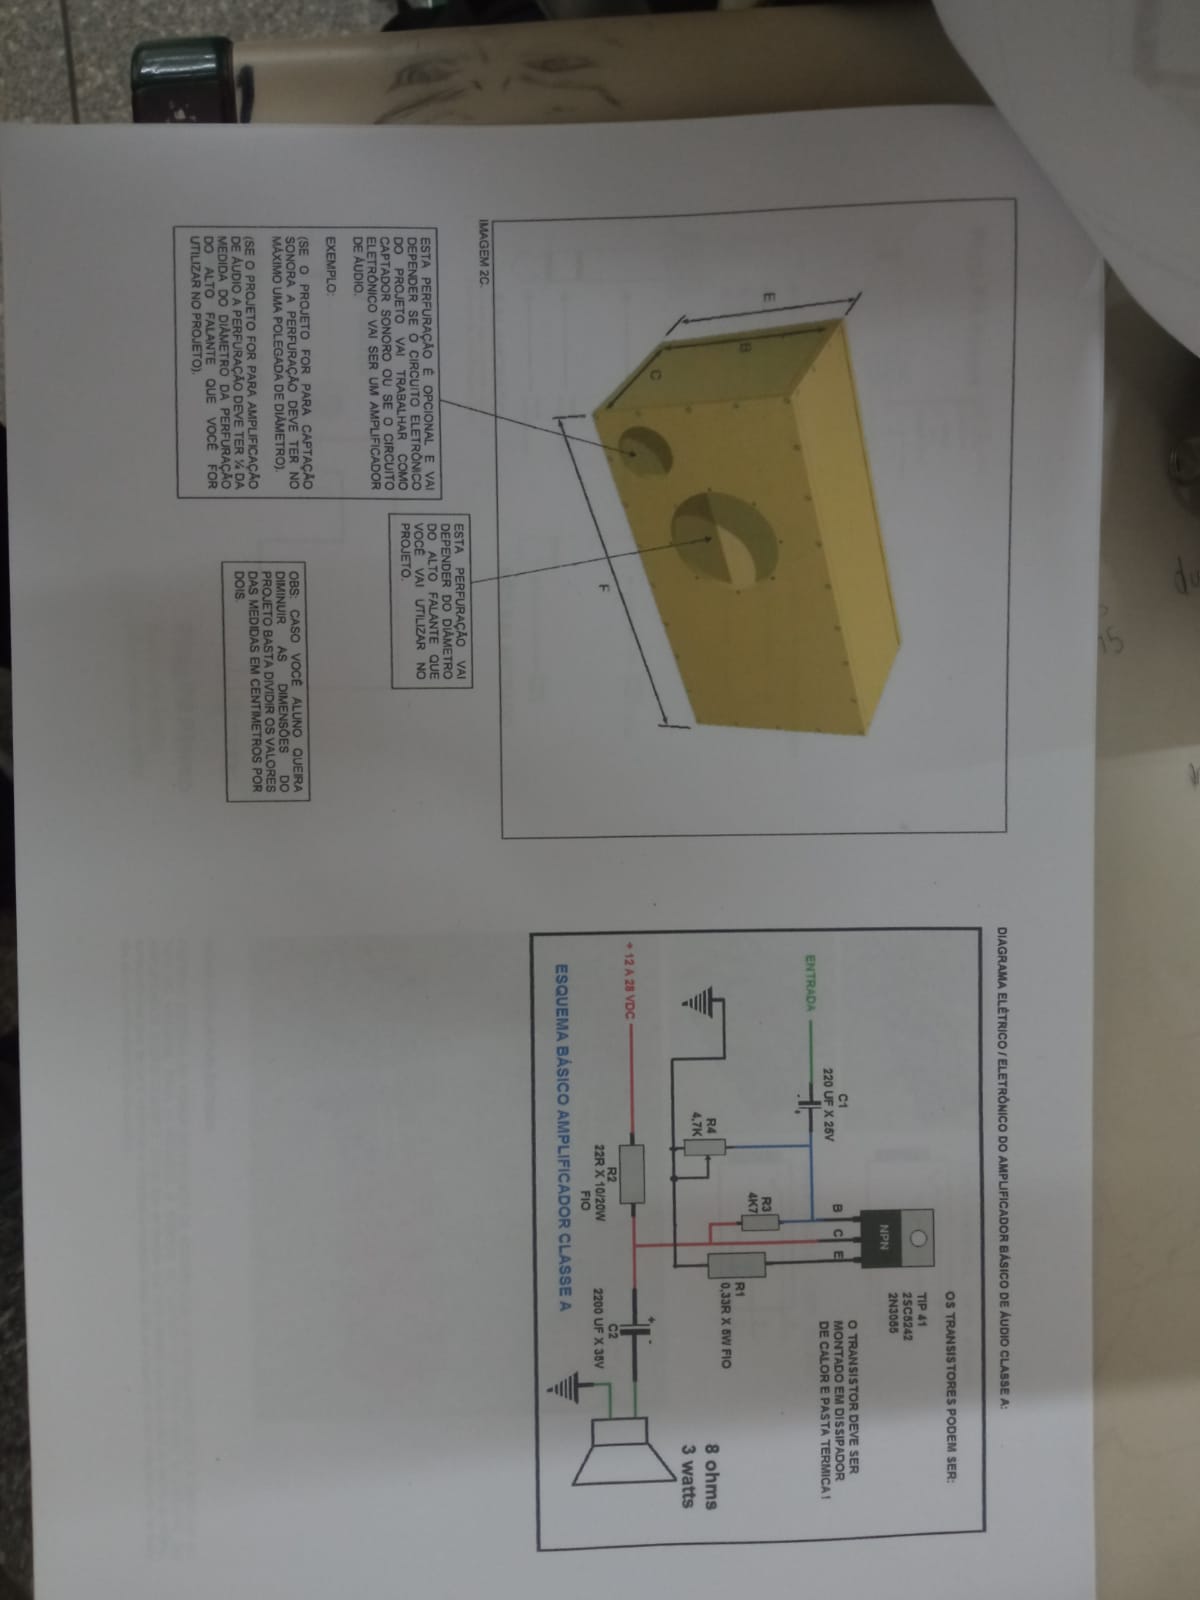 E
B
C
F
IMAGEM 2C.
ESTA PERFURAÇÃO É OPCIONAL E VAI
DEPENDER SE O CIRCUITO ELETRÔNICO
DO PROJETO VAI TRABALHAR COMO
CAPTADOR SONORO OU SE O CIRCUITO
ELETRÔNICO VAI SER UM AMPLIFICADOR
DE ÁUDIO.
EXEMPLO:
(SE O PROJETO FOR PARA CAPTAÇÃO
SONORA A PERFURAÇÃO DEVE TER NO
MÁXIMO UMA POLEGADA DE DIÂMETRO).
(SE O PROJETO FOR PARA AMPLIFICAÇÃO
DE ÁUDIO A PERFURAÇÃO DEVE TER ¼ DA
MEDIDA DO DIÂMETRO DA PERFURAÇÃO
DO ALTO FALANTE QUE VOCÊ FOR
UTILIZAR NO PROJETO).
ESTA PERFURAÇÃO VAI
DEPENDER DO DIÂMETRO
DO ALTO FALANTE QUE
VOCÊ VAI UTILIZAR NO
PROJETO.
OBS: CASO VOCÊ ALUNO QUEIRA
DIMINUIR AS DIMENSÕES DO
PROJETO BASTA DIVIDIR OS VALORES
DAS MEDIDAS EM CENTIMETROS POR
DOIS.
DIAGRAMA ELÉTRICO / ELETRÔNICO DO AMPLIFICADOR BÁSICO DE ÁUDIO CLASSE A:
OS TRANSISTORES PODEM SER:
TIP 41
2SC5242
2N3055
NPN
O TRANSISTOR DEVE SER
MONTADO EM DISSIPADOR
DE CALOR E PASTA TERMICA!
B C E
C1
220 UF X 25V
ENTRADA
- +
R3
4K7
R1
0,33R X 5W FIO
R4
4,7K
8 ohms
3 watts
+ 12 A 28 VDC
R2
22R X 10/20W
FIO
+ -
C2
2200 UF X 35V
ESQUEMA BÁSICO AMPLIFICADOR CLASSE A